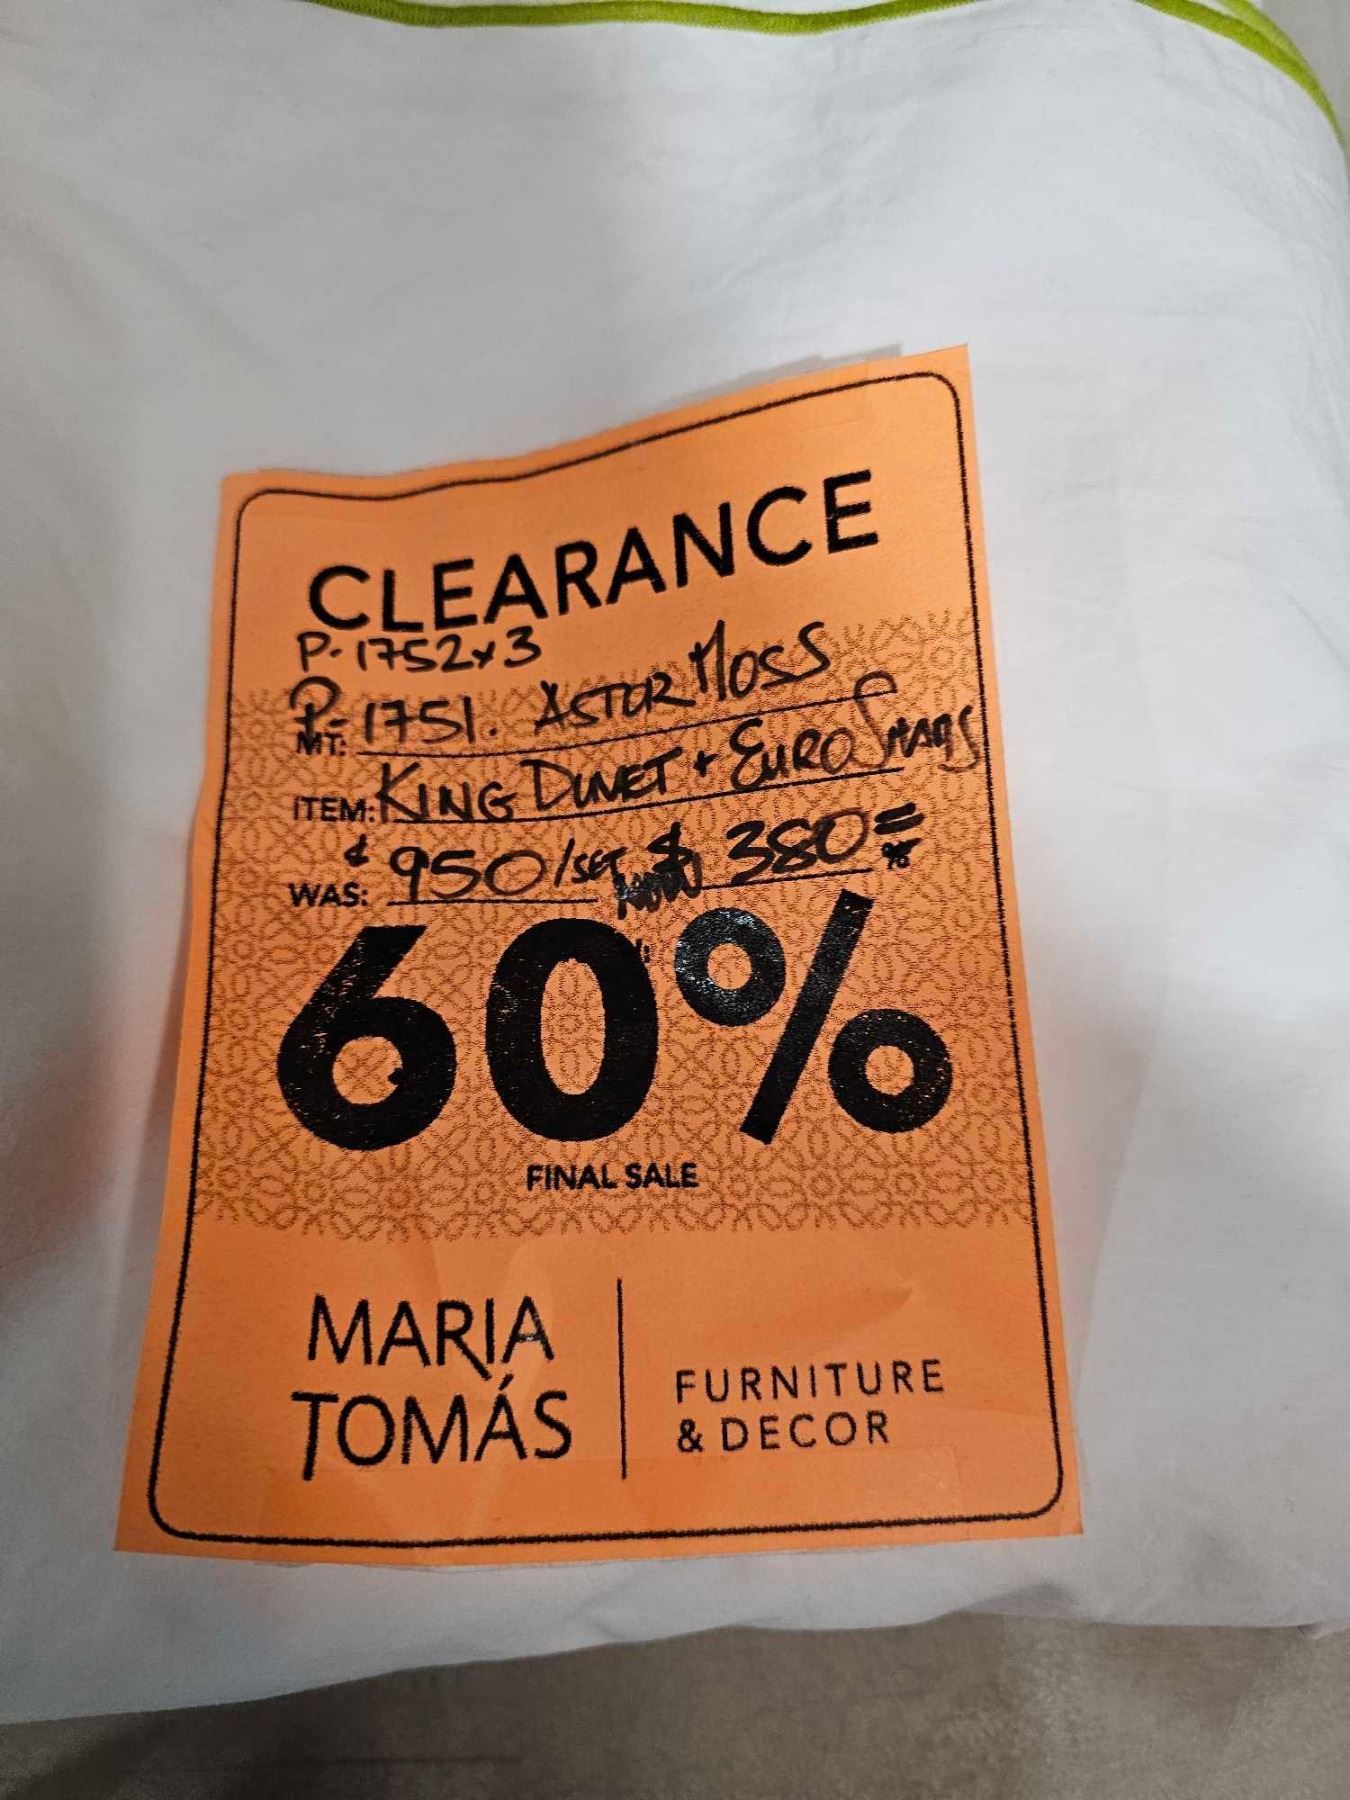 CLEARANCE
P-1752x3
P-1751. ASTOR MOSS
MT:
ITEM: KING DUVET + EURO SHAMS
WAS: $950/SET $380=
60%
FINAL SALE
MARIA
TOMÁS
FURNITURE
& DECOR